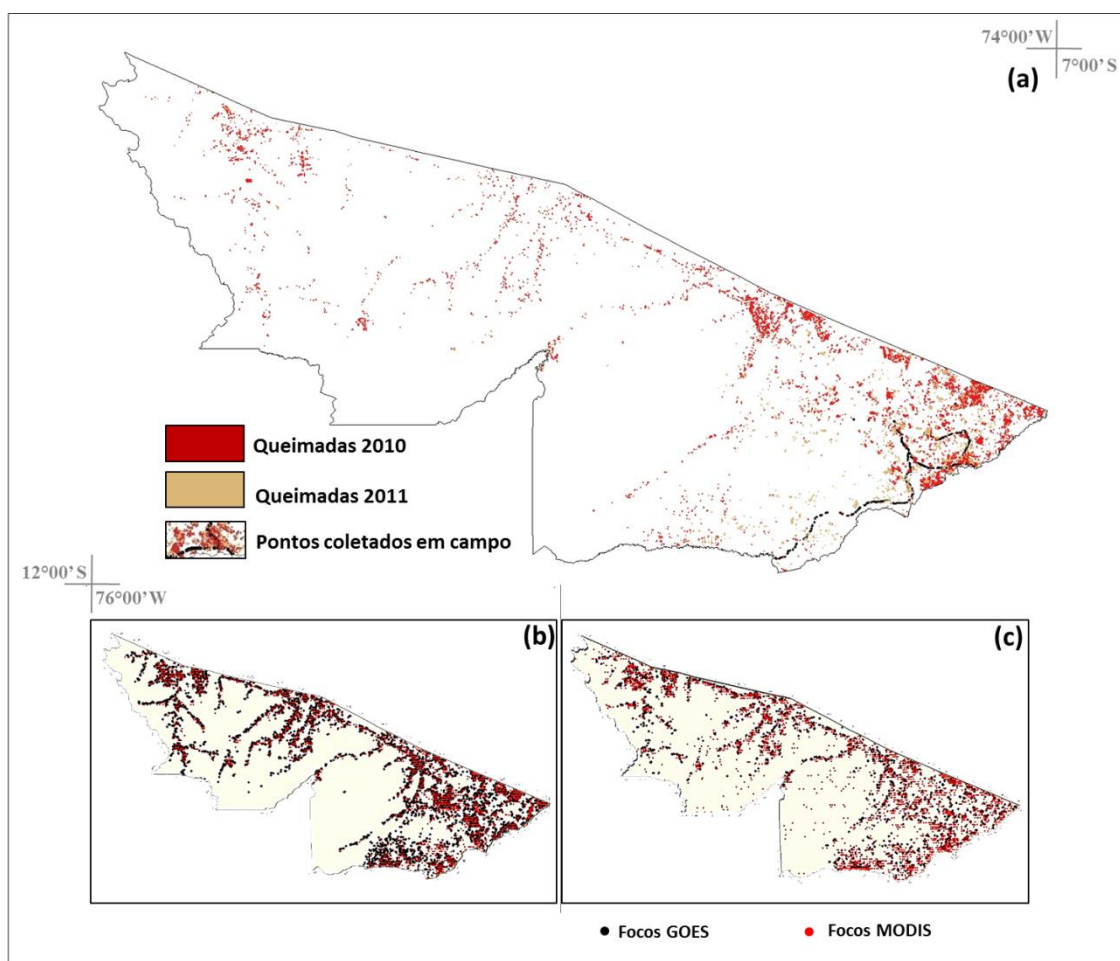 74°00'W
7°00'S
(a)
Queimadas 2010
Queimadas 2011
Pontos coletados em campo
12°00'S
76°00'W
(b)
(c)
Focos GOES
Focos MODIS